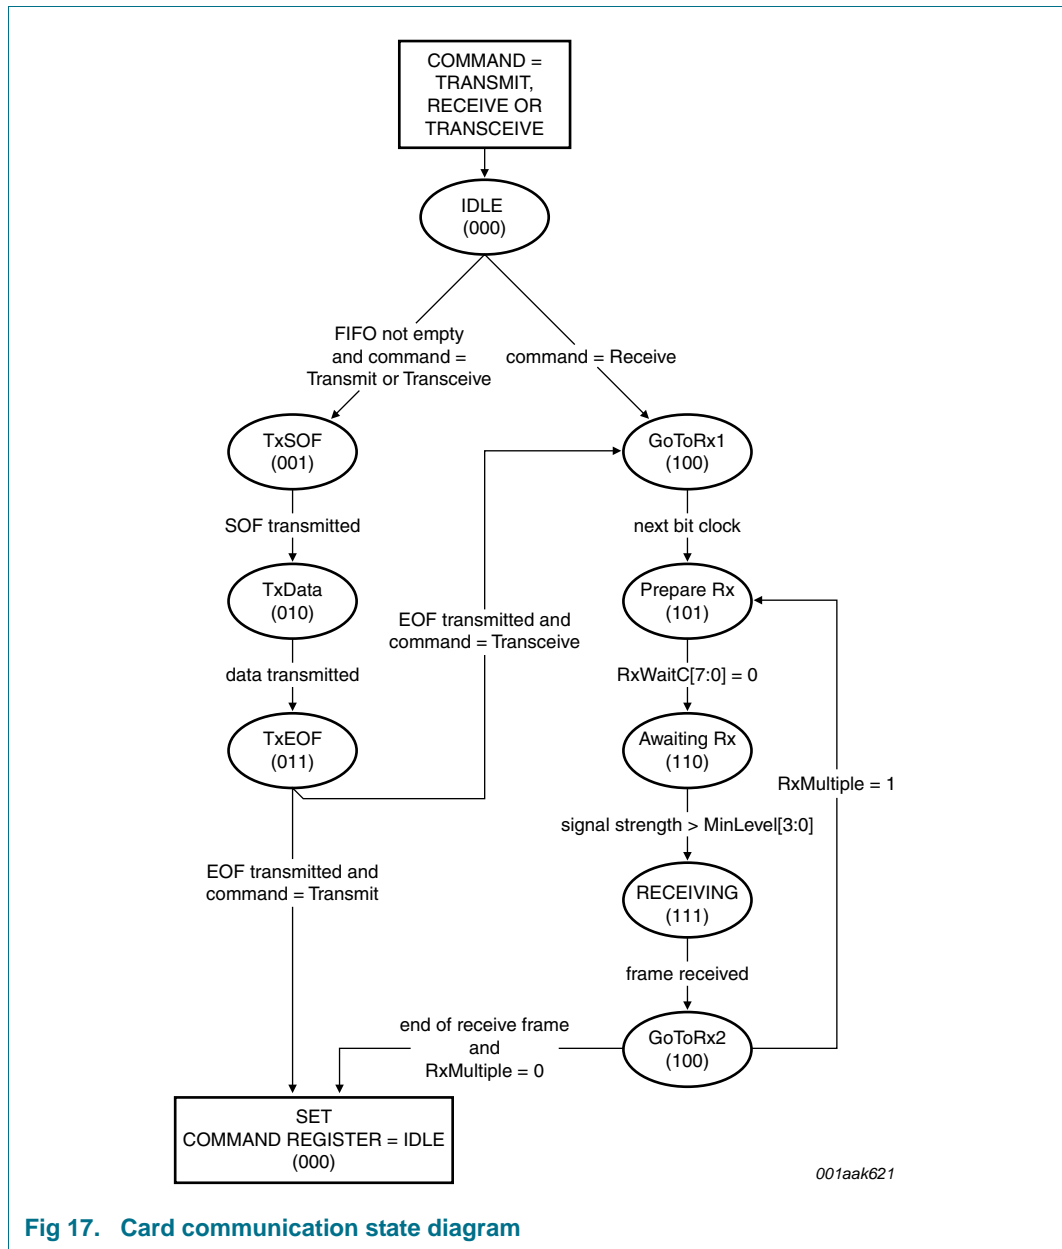 COMMAND =
TRANSMIT,
RECEIVE OR
TRANSCEIVE
IDLE
(000)
FIFO not empty
and command =
Transmit or Transceive
command = Receive
TxSOF
(001)
GoToRx1
(100)
SOF transmitted
next bit clock
TxData
(010)
Prepare Rx
(101)
EOF transmitted and
command = Transceive
data transmitted
RxWaitC[7:0] = 0
TxEOF
(011)
Awaiting Rx
(110)
RxMultiple = 1
signal strength > MinLevel[3:0]
EOF transmitted and
command = Transmit
RECEIVING
(111)
frame received
end of receive frame
and
RxMultiple = 0
GoToRx2
(100)
SET
COMMAND REGISTER = IDLE
(000)
001aak621
Fig 17. Card communication state diagram